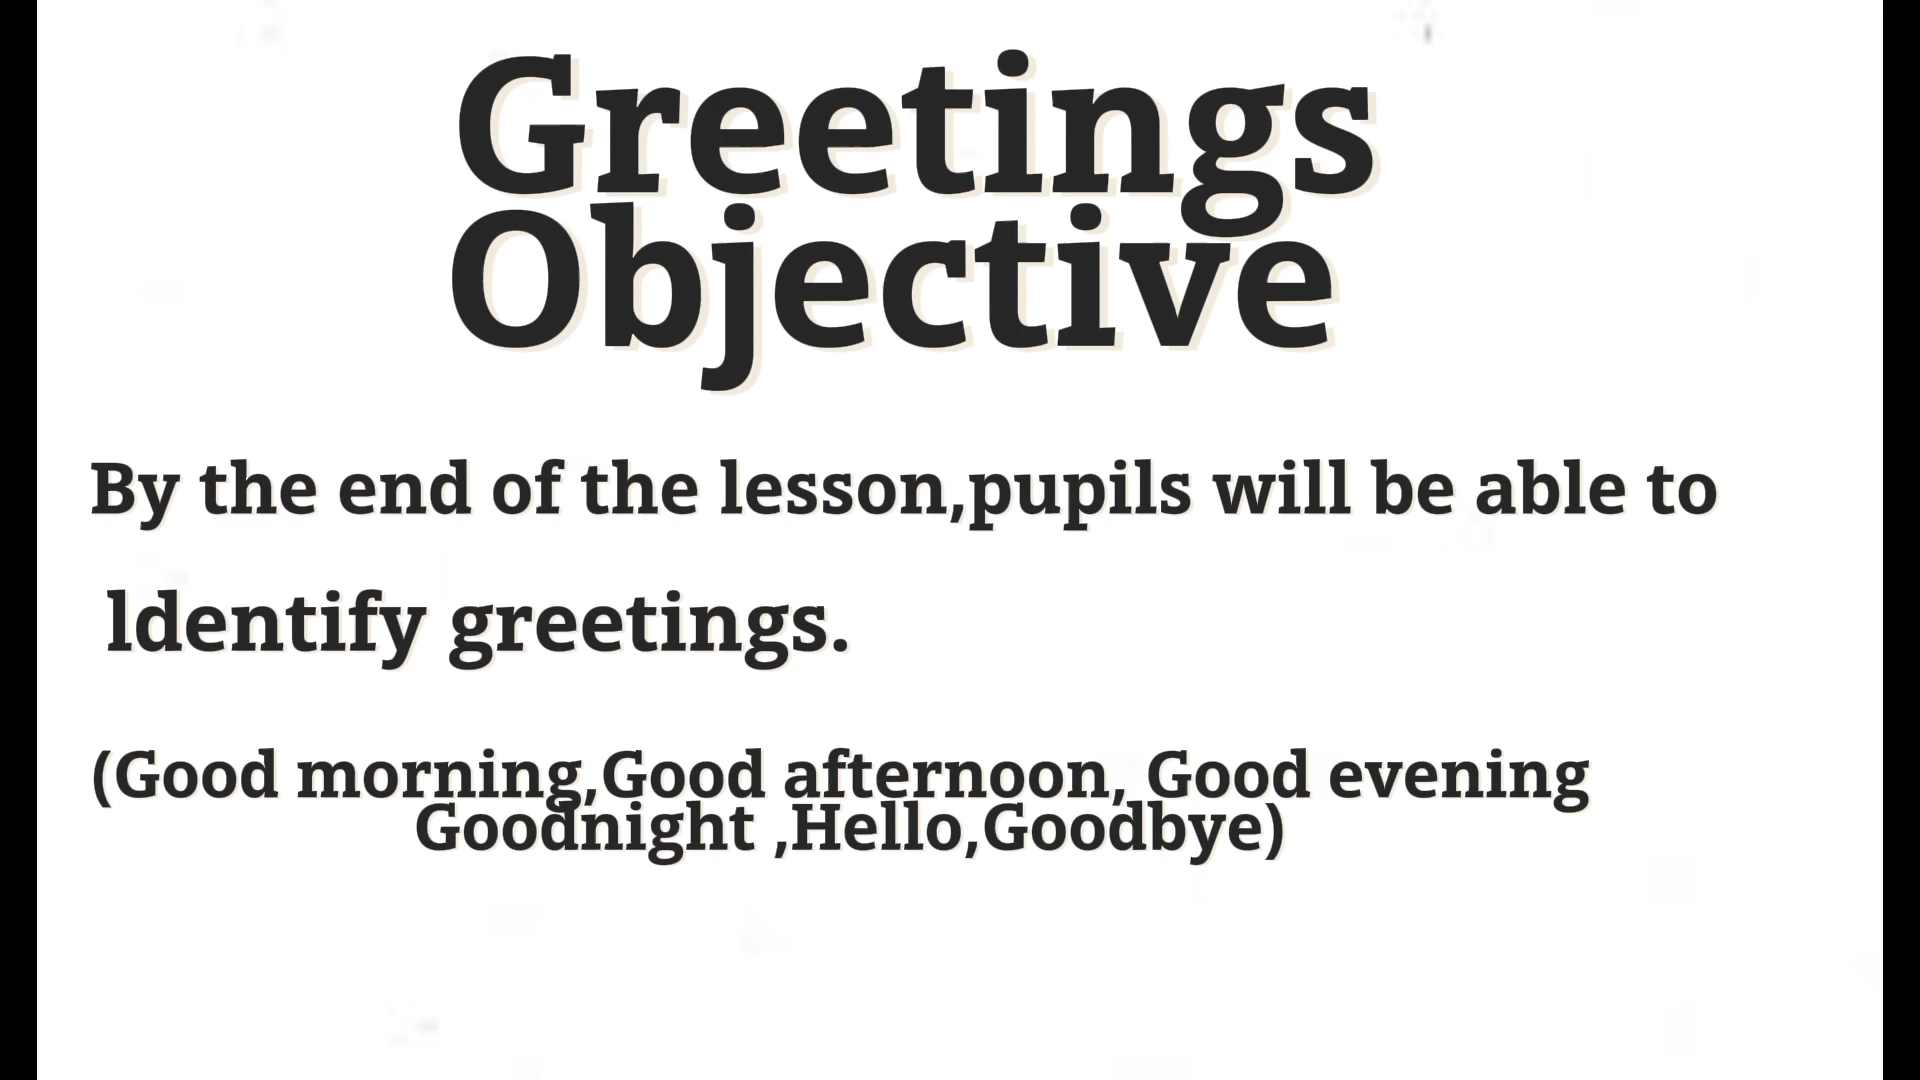 Greetings
Objective
By the end of the lesson,pupils will be able to
ldentify greetings.
(Good morning,Good afternoon, Good evening
Goodnight ,Hello,Goodbye)